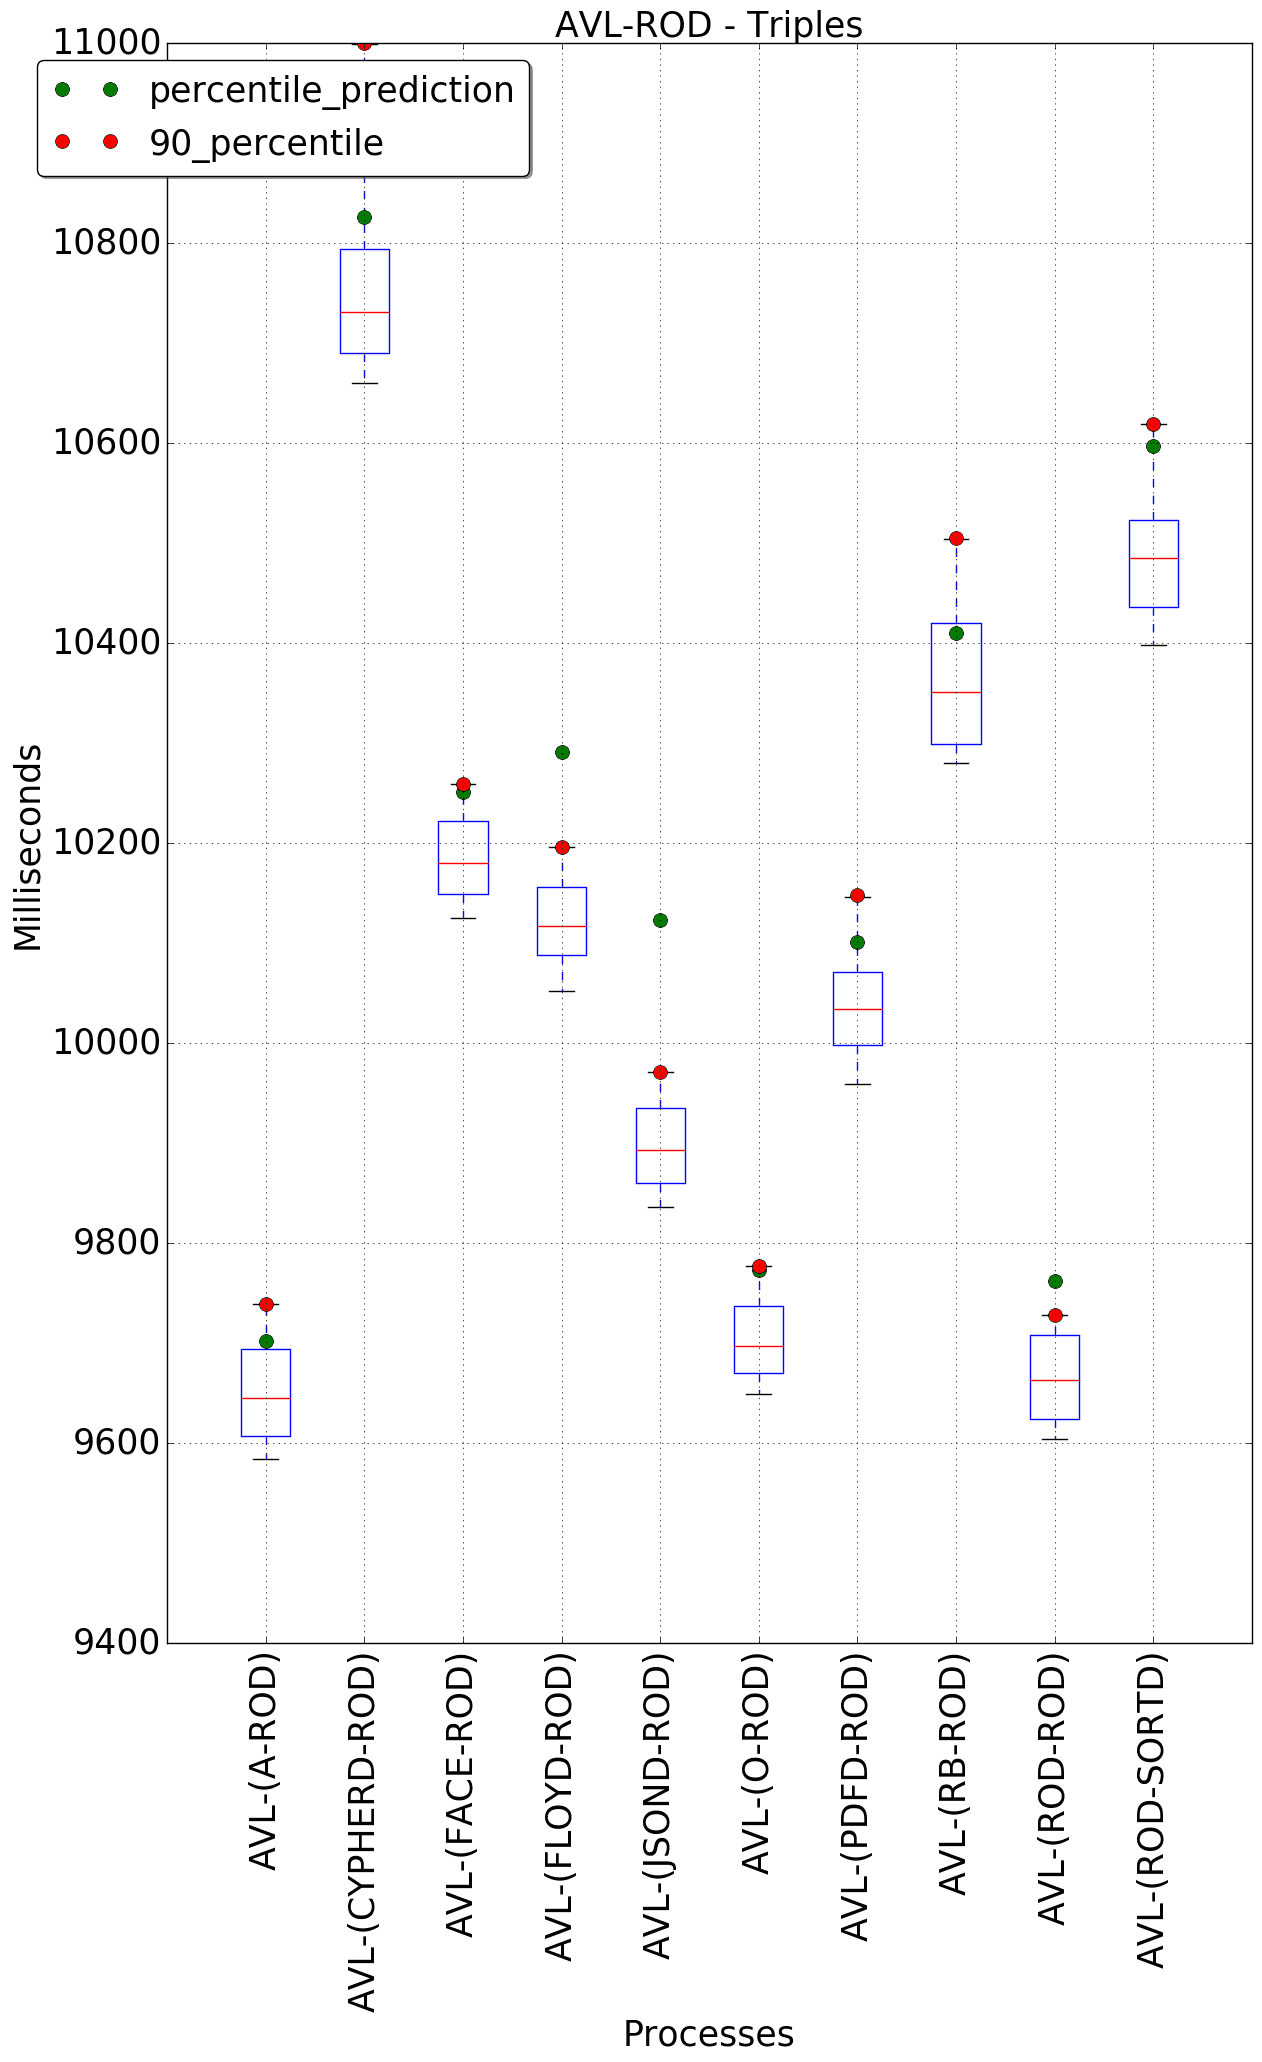 AVL-ROD - Triples
percentile_prediction
90_percentile
11000
10800
10600
10400
10200
10000
9800
9600
9400
Milliseconds
AVL-(A-ROD)
AVL-(CYPHERD-ROD)
AVL-(FACE-ROD)
AVL-(FLOYD-ROD)
AVL-(JSOND-ROD)
AVL-(O-ROD)
AVL-(PDFD-ROD)
AVL-(RB-ROD)
AVL-(ROD-ROD)
AVL-(ROD-SORTD)
Processes